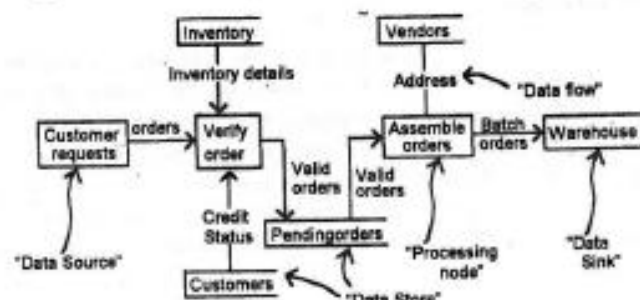 Inventory
Vendors
Inventory details
Address
"Data flow"
Customer
requests
orders
Verify
order
Assemble
orders
Batch
orders
Warehouse
Valid
orders
Valid
orders
Credit
Status
Pendingorders
"Data Source"
Customers
"Data Store"
"Processing
node"
"Data
Sink"